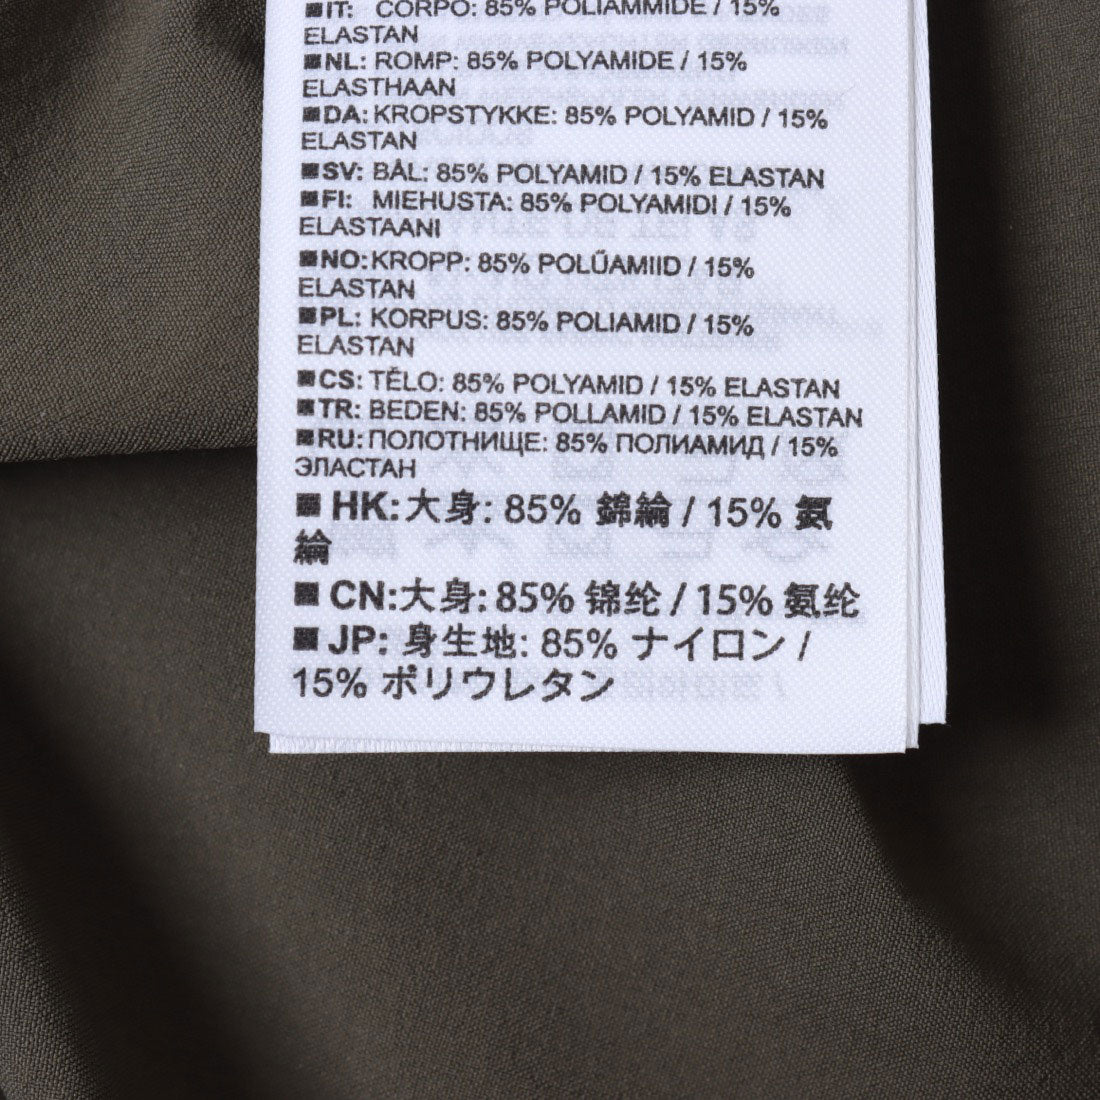 ■IT: CORPO: 85% POLIAMMIDE / 15%
ELASTAN
■NL: ROMP: 85% POLYAMIDE / 15%
ELASTHAAN
■DA: KROPSTYKKE: 85% POLYAMID / 15%
ELASTAN
■SV: BÅL: 85% POLYAMID / 15% ELASTAN
■FI: MIEHUSTA: 85% POLYAMIDI / 15%
ELASTAANI
■NO: KROPP: 85% POLŰAMIID / 15%
ELASTAN
■PL: KORPUS: 85% POLIAMID / 15%
ELASTAN
■CS: TĚLO: 85% POLYAMID / 15% ELASTAN
■TR: BEDEN: 85% POLLAMID / 15% ELASTAN
■RU: ПОЛОТНИЩЕ: 85% ПОЛИАМИД / 15%
ЭЛАСТАН
■ HK: 大身: 85% 錦綸 / 15% 氨
綸
■ CN: 大身: 85% 锦纶 / 15% 氨纶
■ JP: 身生地: 85% ナイロン /
15% ポリウレタン